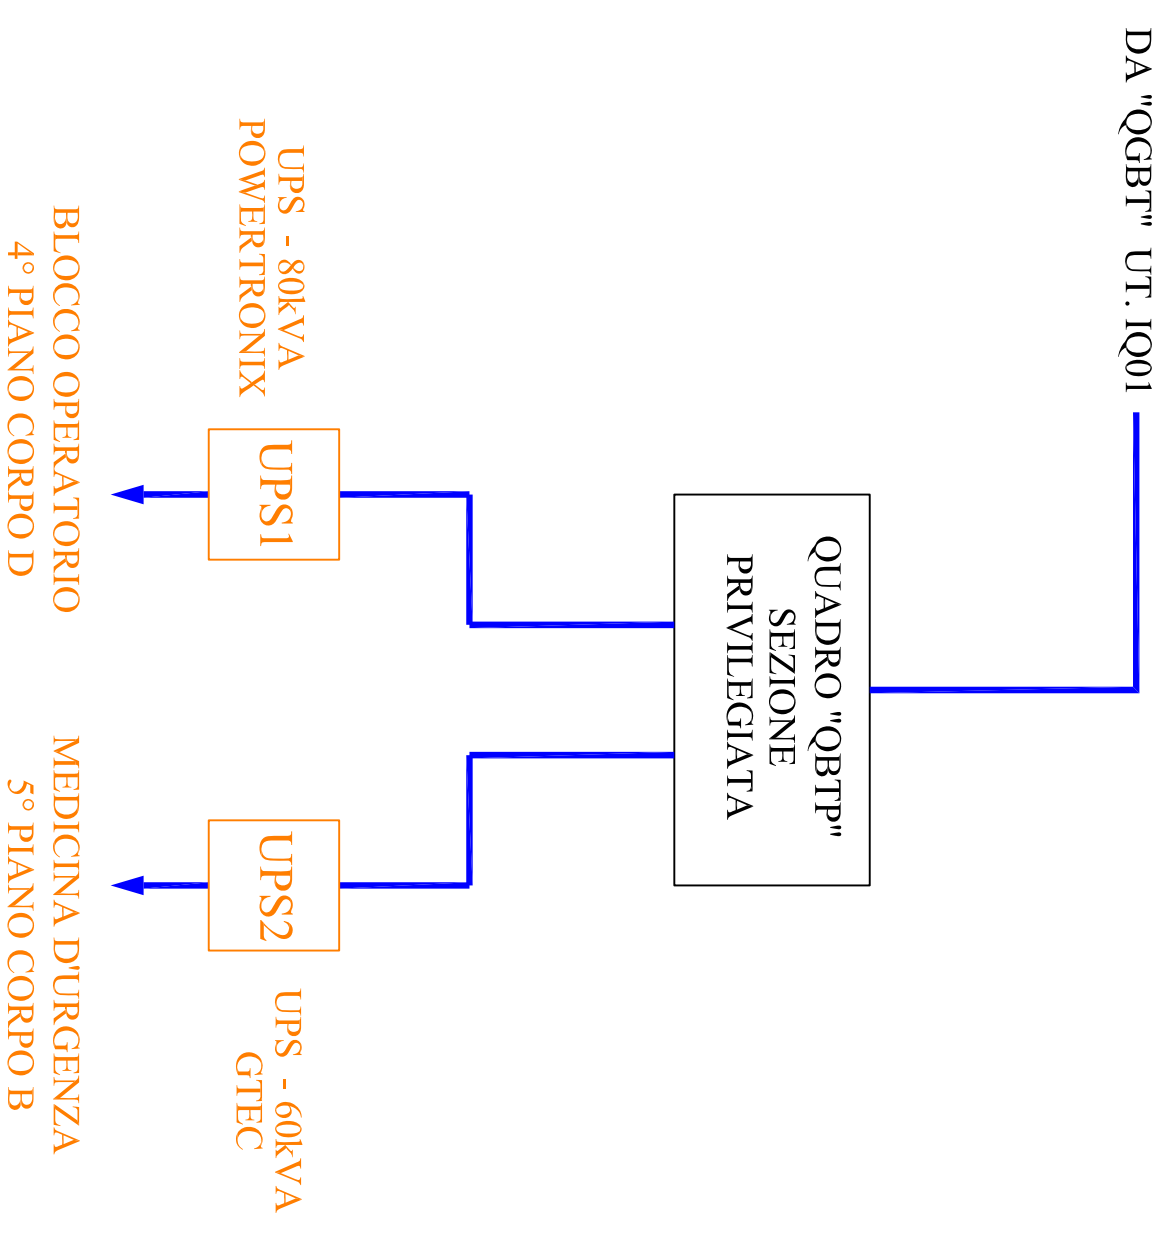 DA "QGBT" UT. IQ01
QUADRO "QBTP"
SEZIONE
PRIVILEGIATA
UPS - 80kVA
POWERTRONIX
UPS1
UPS2
UPS - 60kVA
GTEC
BLOCCO OPERATORIO
4° PIANO CORPO D
MEDICINA D'URGENZA
5° PIANO CORPO B